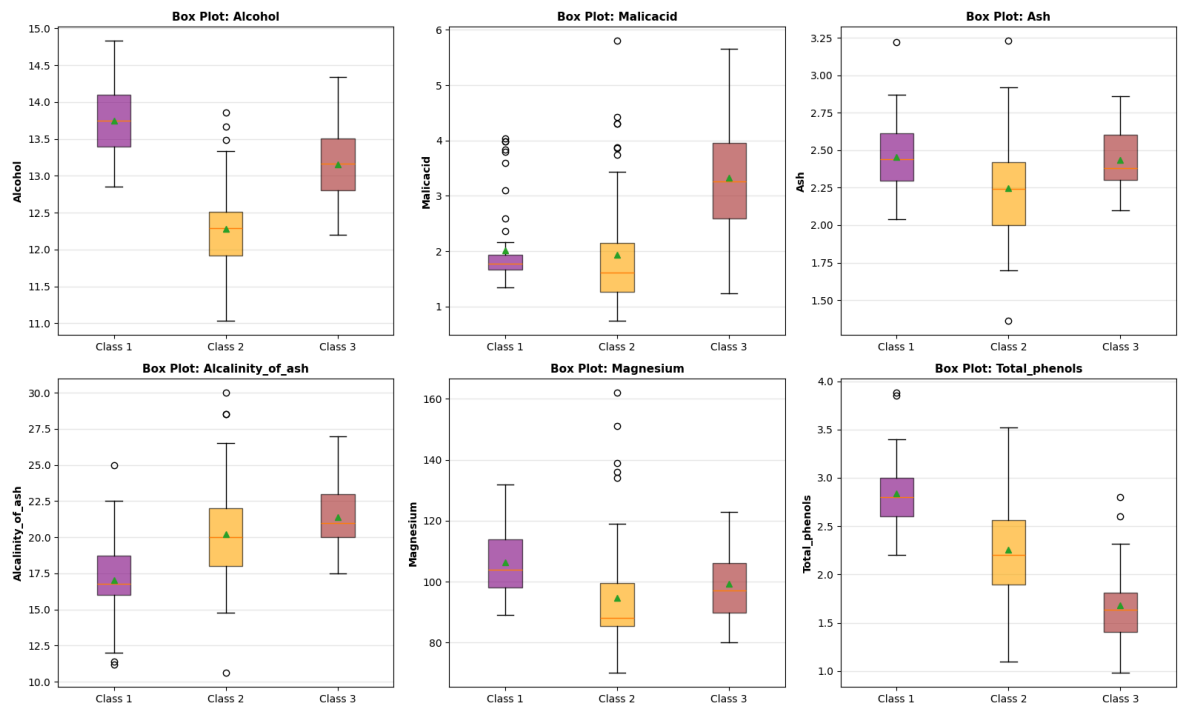 Box Plot: Alcohol
15.0
14.5
14.0
13.5
13.0
12.5
12.0
11.5
11.0
Alcohol
Class 1 Class 2 Class 3
Box Plot: Malicacid
6
5
4
3
2
1
Malicacid
Class 1 Class 2 Class 3
Box Plot: Ash
3.25
3.00
2.75
2.50
2.25
2.00
1.75
1.50
Ash
Class 1 Class 2 Class 3
Box Plot: Alcalinity_of_ash
30.0
27.5
25.0
22.5
20.0
17.5
15.0
12.5
10.0
Alcalinity_of_ash
Class 1 Class 2 Class 3
Box Plot: Magnesium
160
140
120
100
80
Magnesium
Class 1 Class 2 Class 3
Box Plot: Total_phenols
4.0
3.5
3.0
2.5
2.0
1.5
1.0
Total_phenols
Class 1 Class 2 Class 3